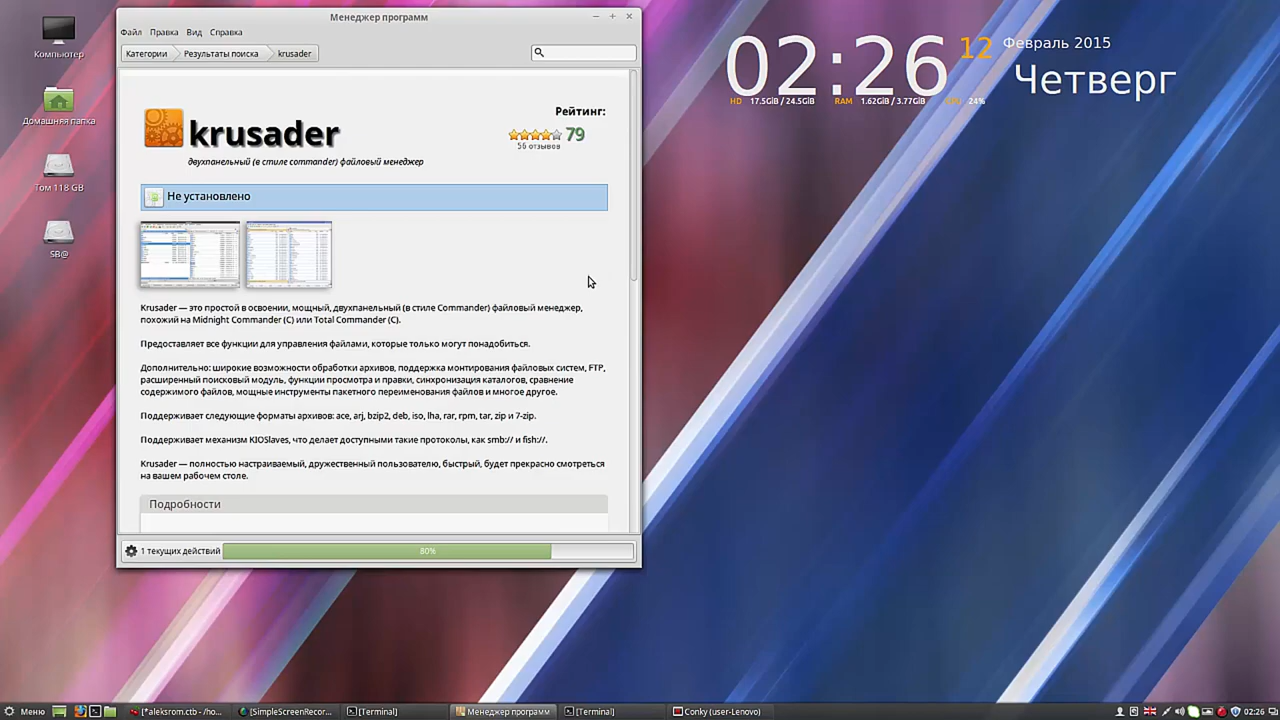 Компьютер
Домашняя папка
Том 118 GB
SB@
Менеджер программ
Файл Правка Вид Справка
Категории Результаты поиска krusader
Рейтинг:
krusader
79
56 отзывов
двухпанельный (в стиле commander) файловый менеджер
Не установлено
Krusader — это простой в освоении, мощный, двухпанельный (в стиле Commander) файловый менеджер,
похожий на Midnight Commander (C) или Total Commander (C).
Предоставляет все функции для управления файлами, которые только могут понадобиться.
Дополнительно: широкие возможности обработки архивов, поддержка монтирования файловых систем, FTP,
расширенный поисковый модуль, функции просмотра и правки, синхронизация каталогов, сравнение
содержимого файлов, мощные инструменты пакетного переименования файлов и многое другое.
Поддерживает следующие форматы архивов: ace, arj, bzip2, deb, iso, lha, rar, rpm, tar, zip и 7-zip.
Поддерживает механизм KIOSlaves, что делает доступными такие протоколы, как smb:// и fish://.
Krusader — полностью настраиваемый, дружественный пользователю, быстрый, будет прекрасно смотреться
на вашем рабочем столе.
Подробности
1 текущих действий 80%
02:26 12 Февраль 2015
Четверг
HD 17.5GiB / 24.5GiB RAM 1.62GiB / 3.77GiB 24%
Меню [*aleksrom.ctb - /ho... [SimpleScreenRecor... [Terminal] Менеджер программ [Terminal] Conky (user-Lenovo) 02:26